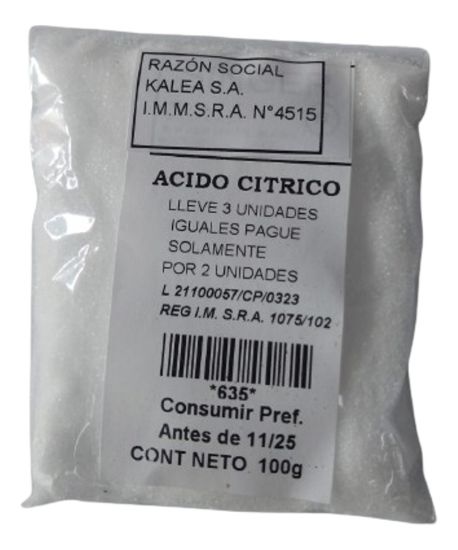 RAZÓN SOCIAL
KALEA S.A.
I.M.M.S.R.A. N°4515
ACIDO CITRICO
LLEVE 3 UNIDADES
IGUALES PAGUE
SOLAMENTE
POR 2 UNIDADES
L 21100057/CP/0323
REG I.M. S.R.A. 1075/102
*635*
Consumir Pref.
Antes de 11/25
CONT NETO 100g